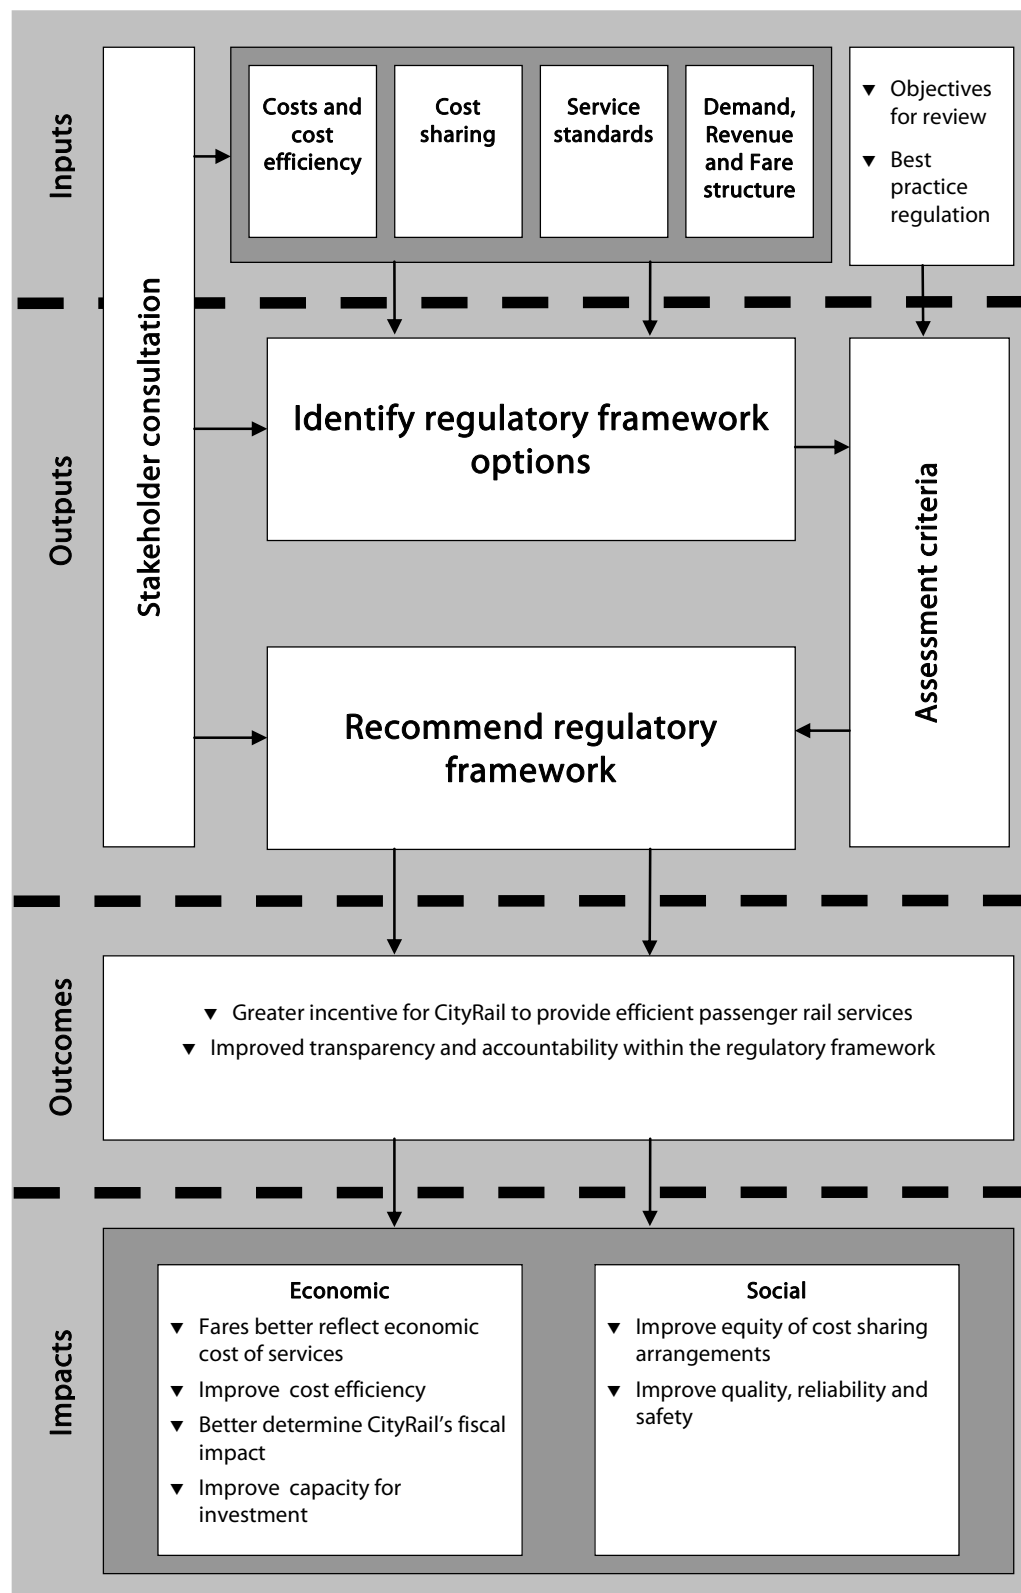 Inputs
Stakeholder consultation
Costs and
cost
efficiency
Cost
sharing
Service
standards
Demand,
Revenue
and Fare
structure
▼ Objectives
for review
▼ Best
practice
regulation
Outputs
Identify regulatory framework
options
Assessment criteria
Recommend regulatory
framework
Outcomes
▼ Greater incentive for CityRail to provide efficient passenger rail services
▼ Improved transparency and accountability within the regulatory framework
Impacts
Economic
▼ Fares better reflect economic
cost of services
▼ Improve cost efficiency
▼ Better determine CityRail's fiscal
impact
▼ Improve capacity for
investment
Social
▼ Improve equity of cost sharing
arrangements
▼ Improve quality, reliability and
safety